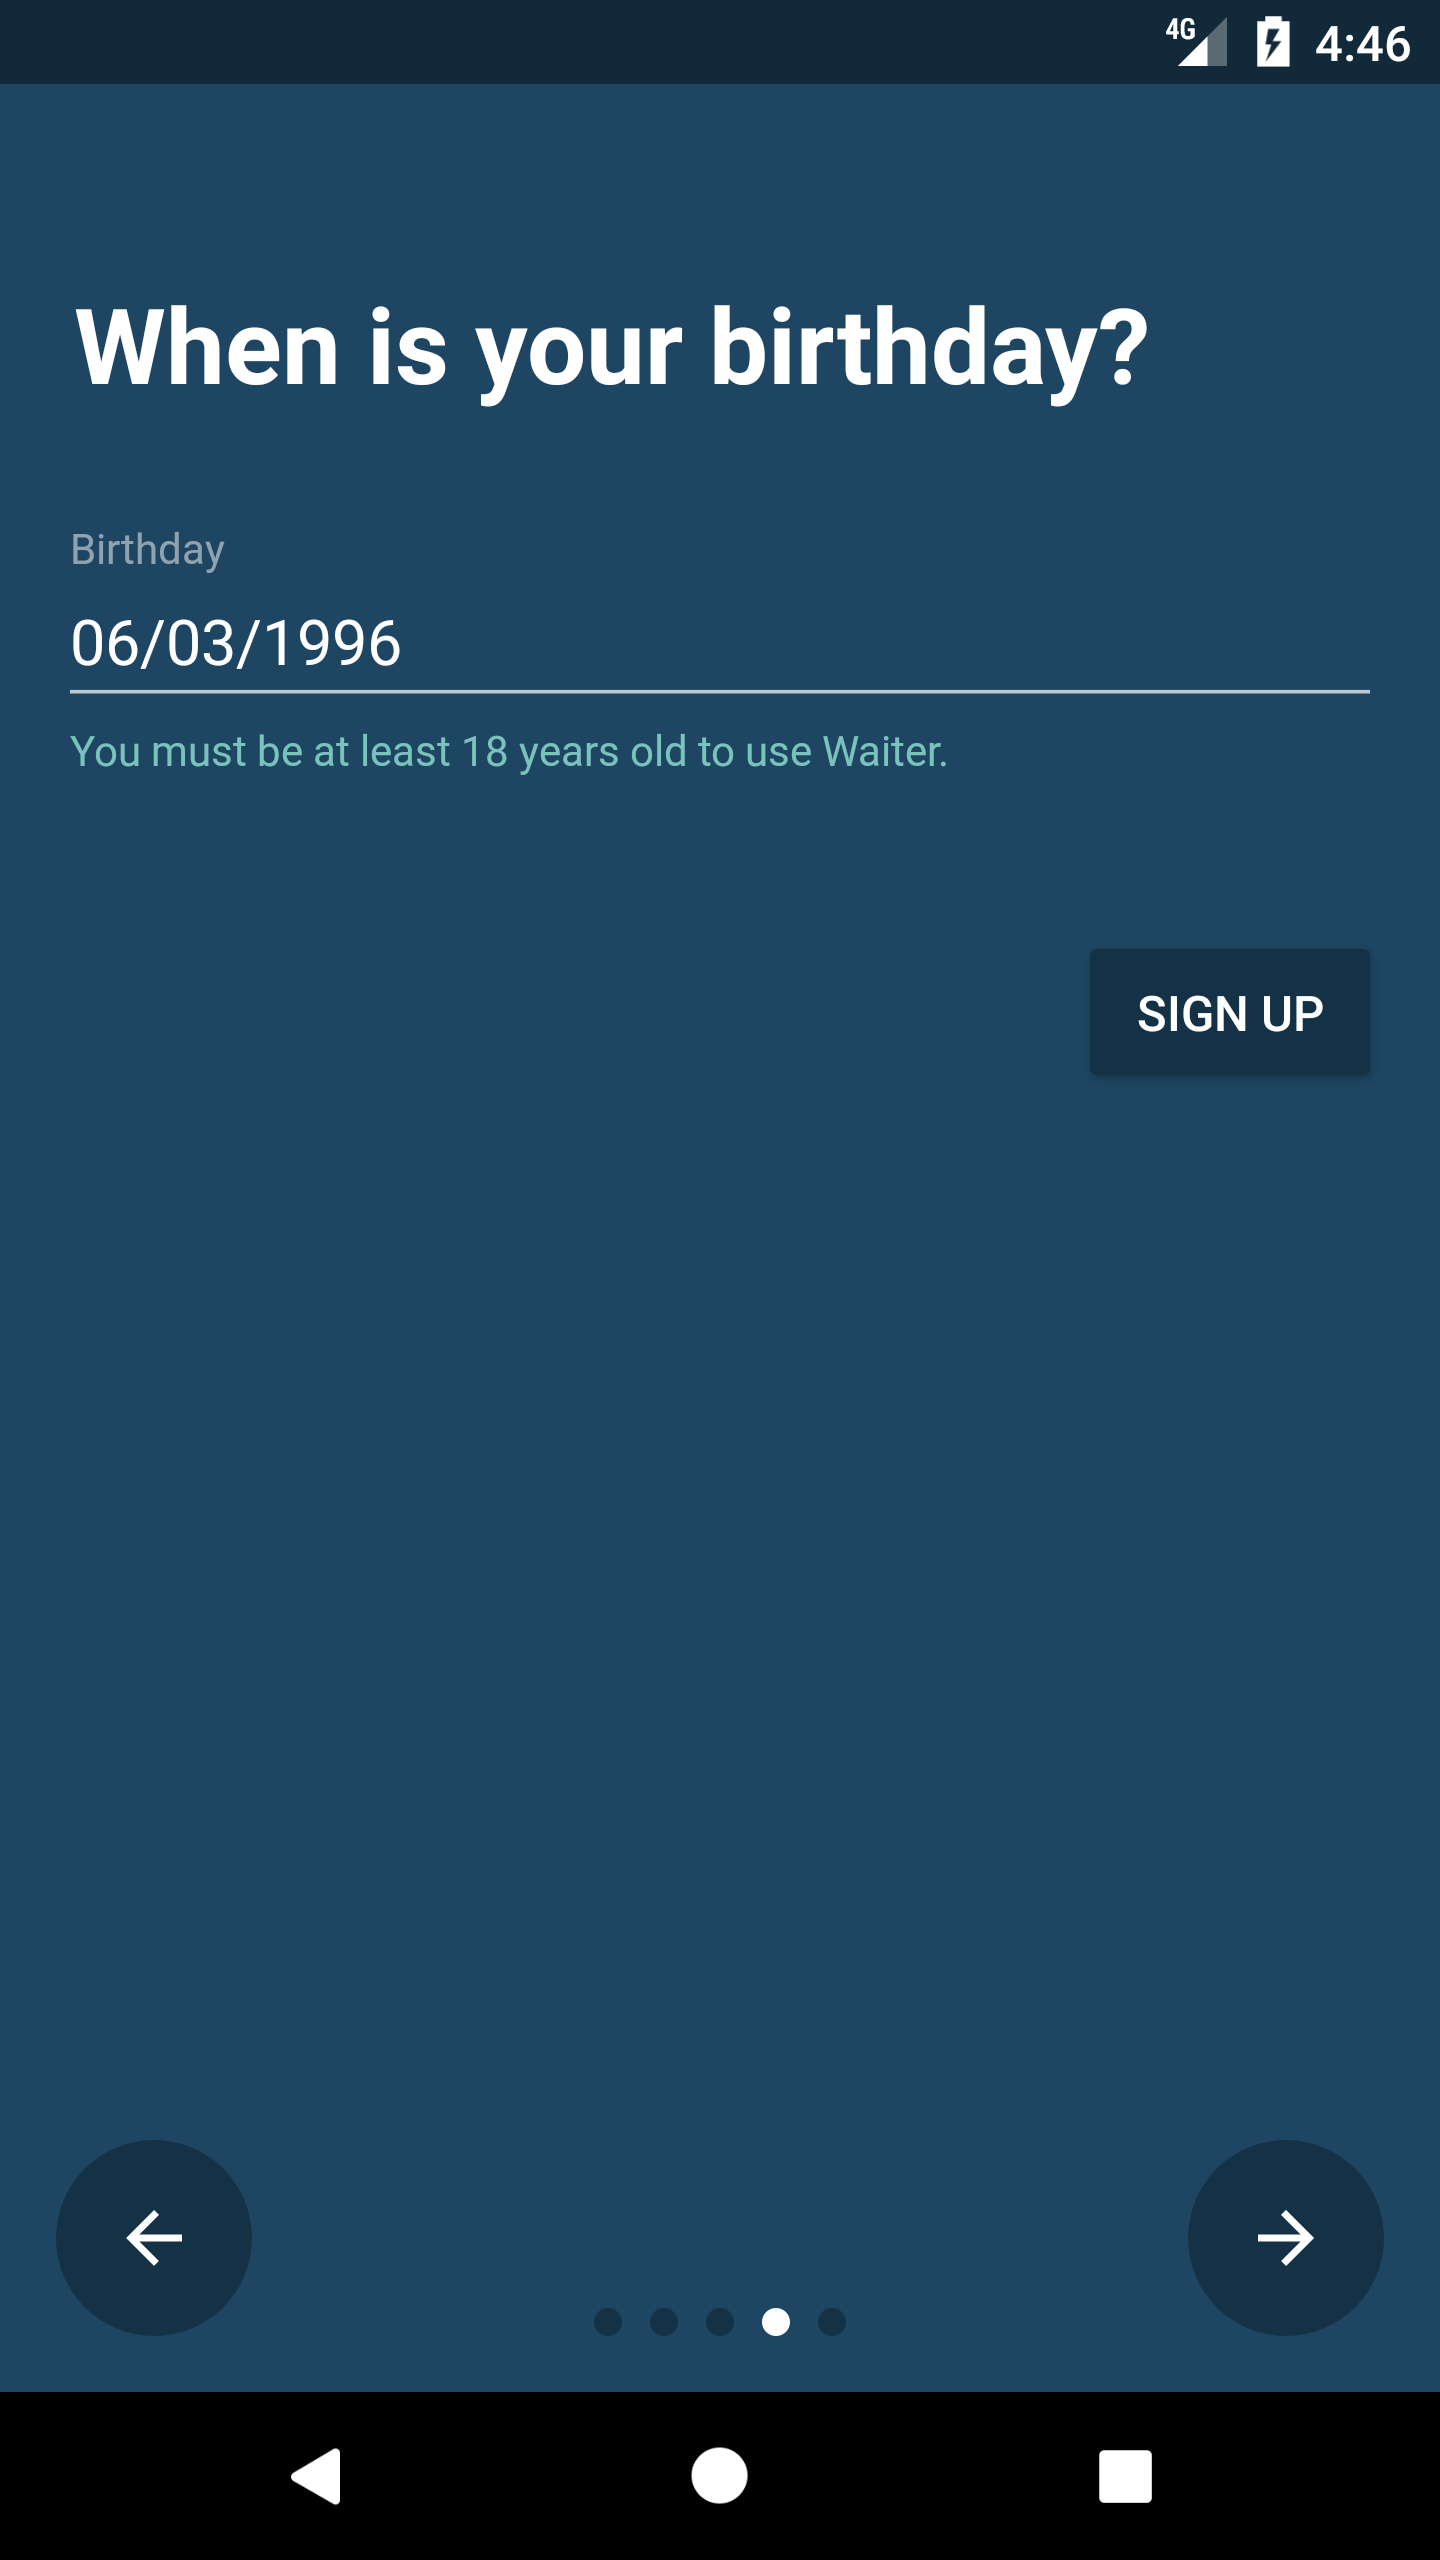 4G 4:46
When is your birthday?
Birthday
06/03/1996
You must be at least 18 years old to use Waiter.
SIGN UP